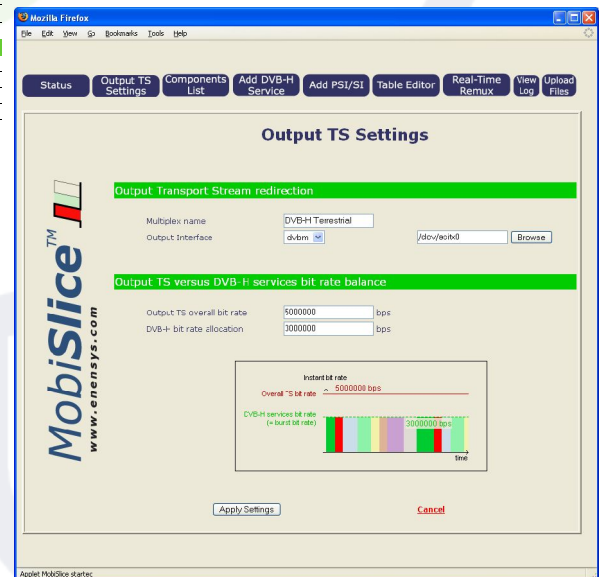 Mozilla Firefox
File Edit View Go Bookmarks Tools Help
Status
Output TS Settings
Components List
Add DVB-H Service
Add PSI/SI
Table Editor
Real-Time Remux
View Log
Upload Files
Output TS Settings
MobiSlice™
www.enensys.com
Output Transport Stream redirection
Multiplex name DVB-H Terrestrial
Output Interface dvbm Browse
Output TS versus DVB-H services bit rate balance
Output TS overall bit rate 5000000 bps
DVB-H bit rate allocation 3000000 bps
Instant bit rate
Overall TS bit rate 5000000 bps
DVB-H services bit rate
(= burst bit rate) 3000000 bps
time
Apply Settings Cancel
Applet MobiSlice started